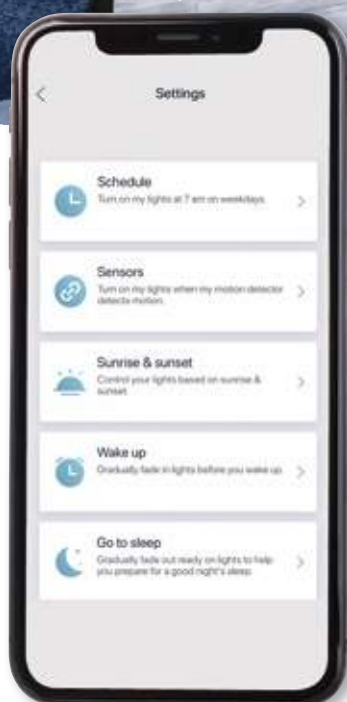 Settings
Schedule
Turn on my lights at 7 am on weekdays.
Sensors
Turn on my lights when my motion detector
detects motion.
Sunrise & sunset
Control your lights based on sunrise &
sunset
Wake up
Gradually fade in lights before you wake up
Go to sleep
Gradually fade out ready on lights to help
you prepare for a good night's sleep.